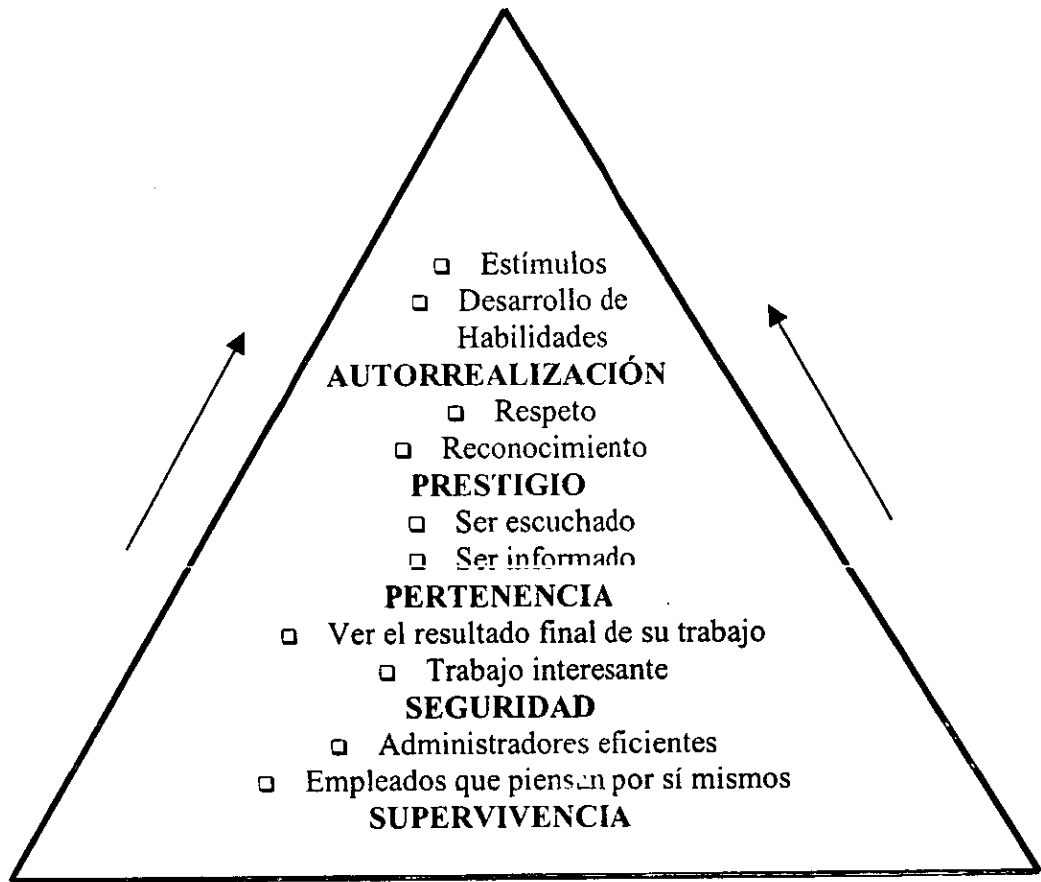 ❑ Estímulos
❑ Desarrollo de
Habilidades
AUTORREALIZACIÓN
❑ Respeto
❑ Reconocimiento
PRESTIGIO
❑ Ser escuchado
❑ Ser informado
PERTENENCIA
❑ Ver el resultado final de su trabajo
❑ Trabajo interesante
SEGURIDAD
❑ Administradores eficientes
❑ Empleados que piensan por sí mismos
SUPERVIVENCIA